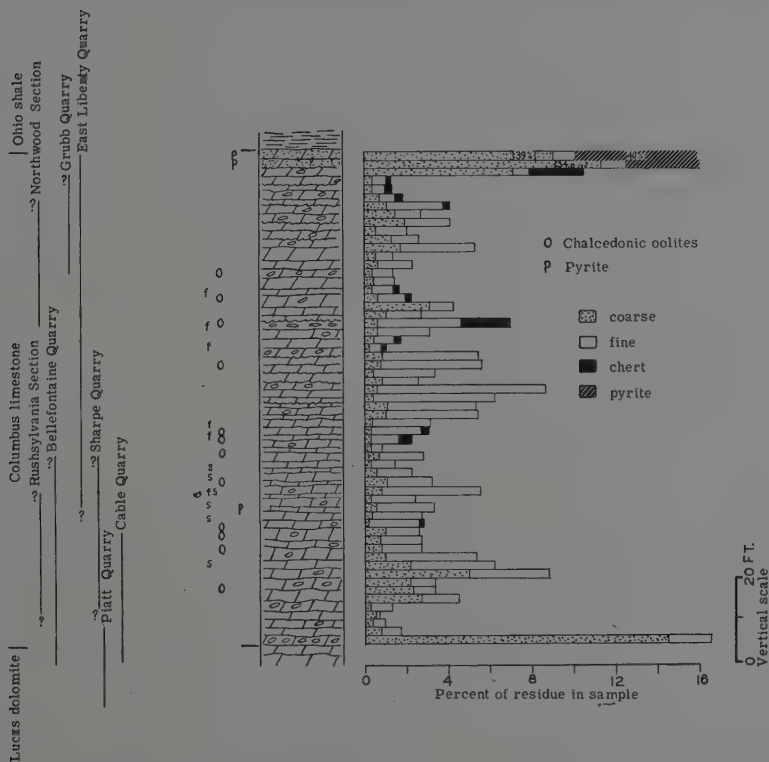 Ohio shale
Columbus limestone
Lucas dolomite
?Northwood Section
?Rushsylvania Section
?
?Grubb Quarry
?Bellefontaine Quarry
East Liberty Quarry
?
?Sharpe Quarry
?Piatt Quarry
Cable Quarry
p
p
O
f
O
f
O
f
O
f
f
O
O
O
s
s
O
fs
s
p
s
O
O
O
s
O
39%
O Chalcedonic oolites
P Pyrite
coarse
fine
chert
pyrite
0 4 8 12 16
Percent of residue in sample
20 FT.
0
Vertical scale